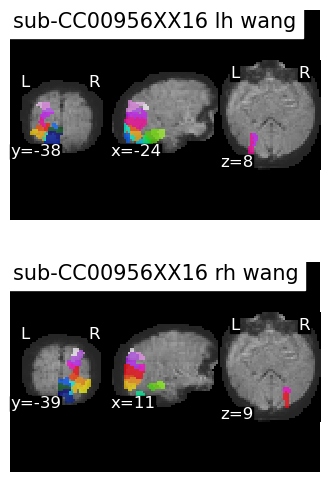 sub-CC00956XX16 lh wang
L R L R
y=-38 x=-24 z=8
sub-CC00956XX16 rh wang
L R L R
y=-39 x=11 z=9